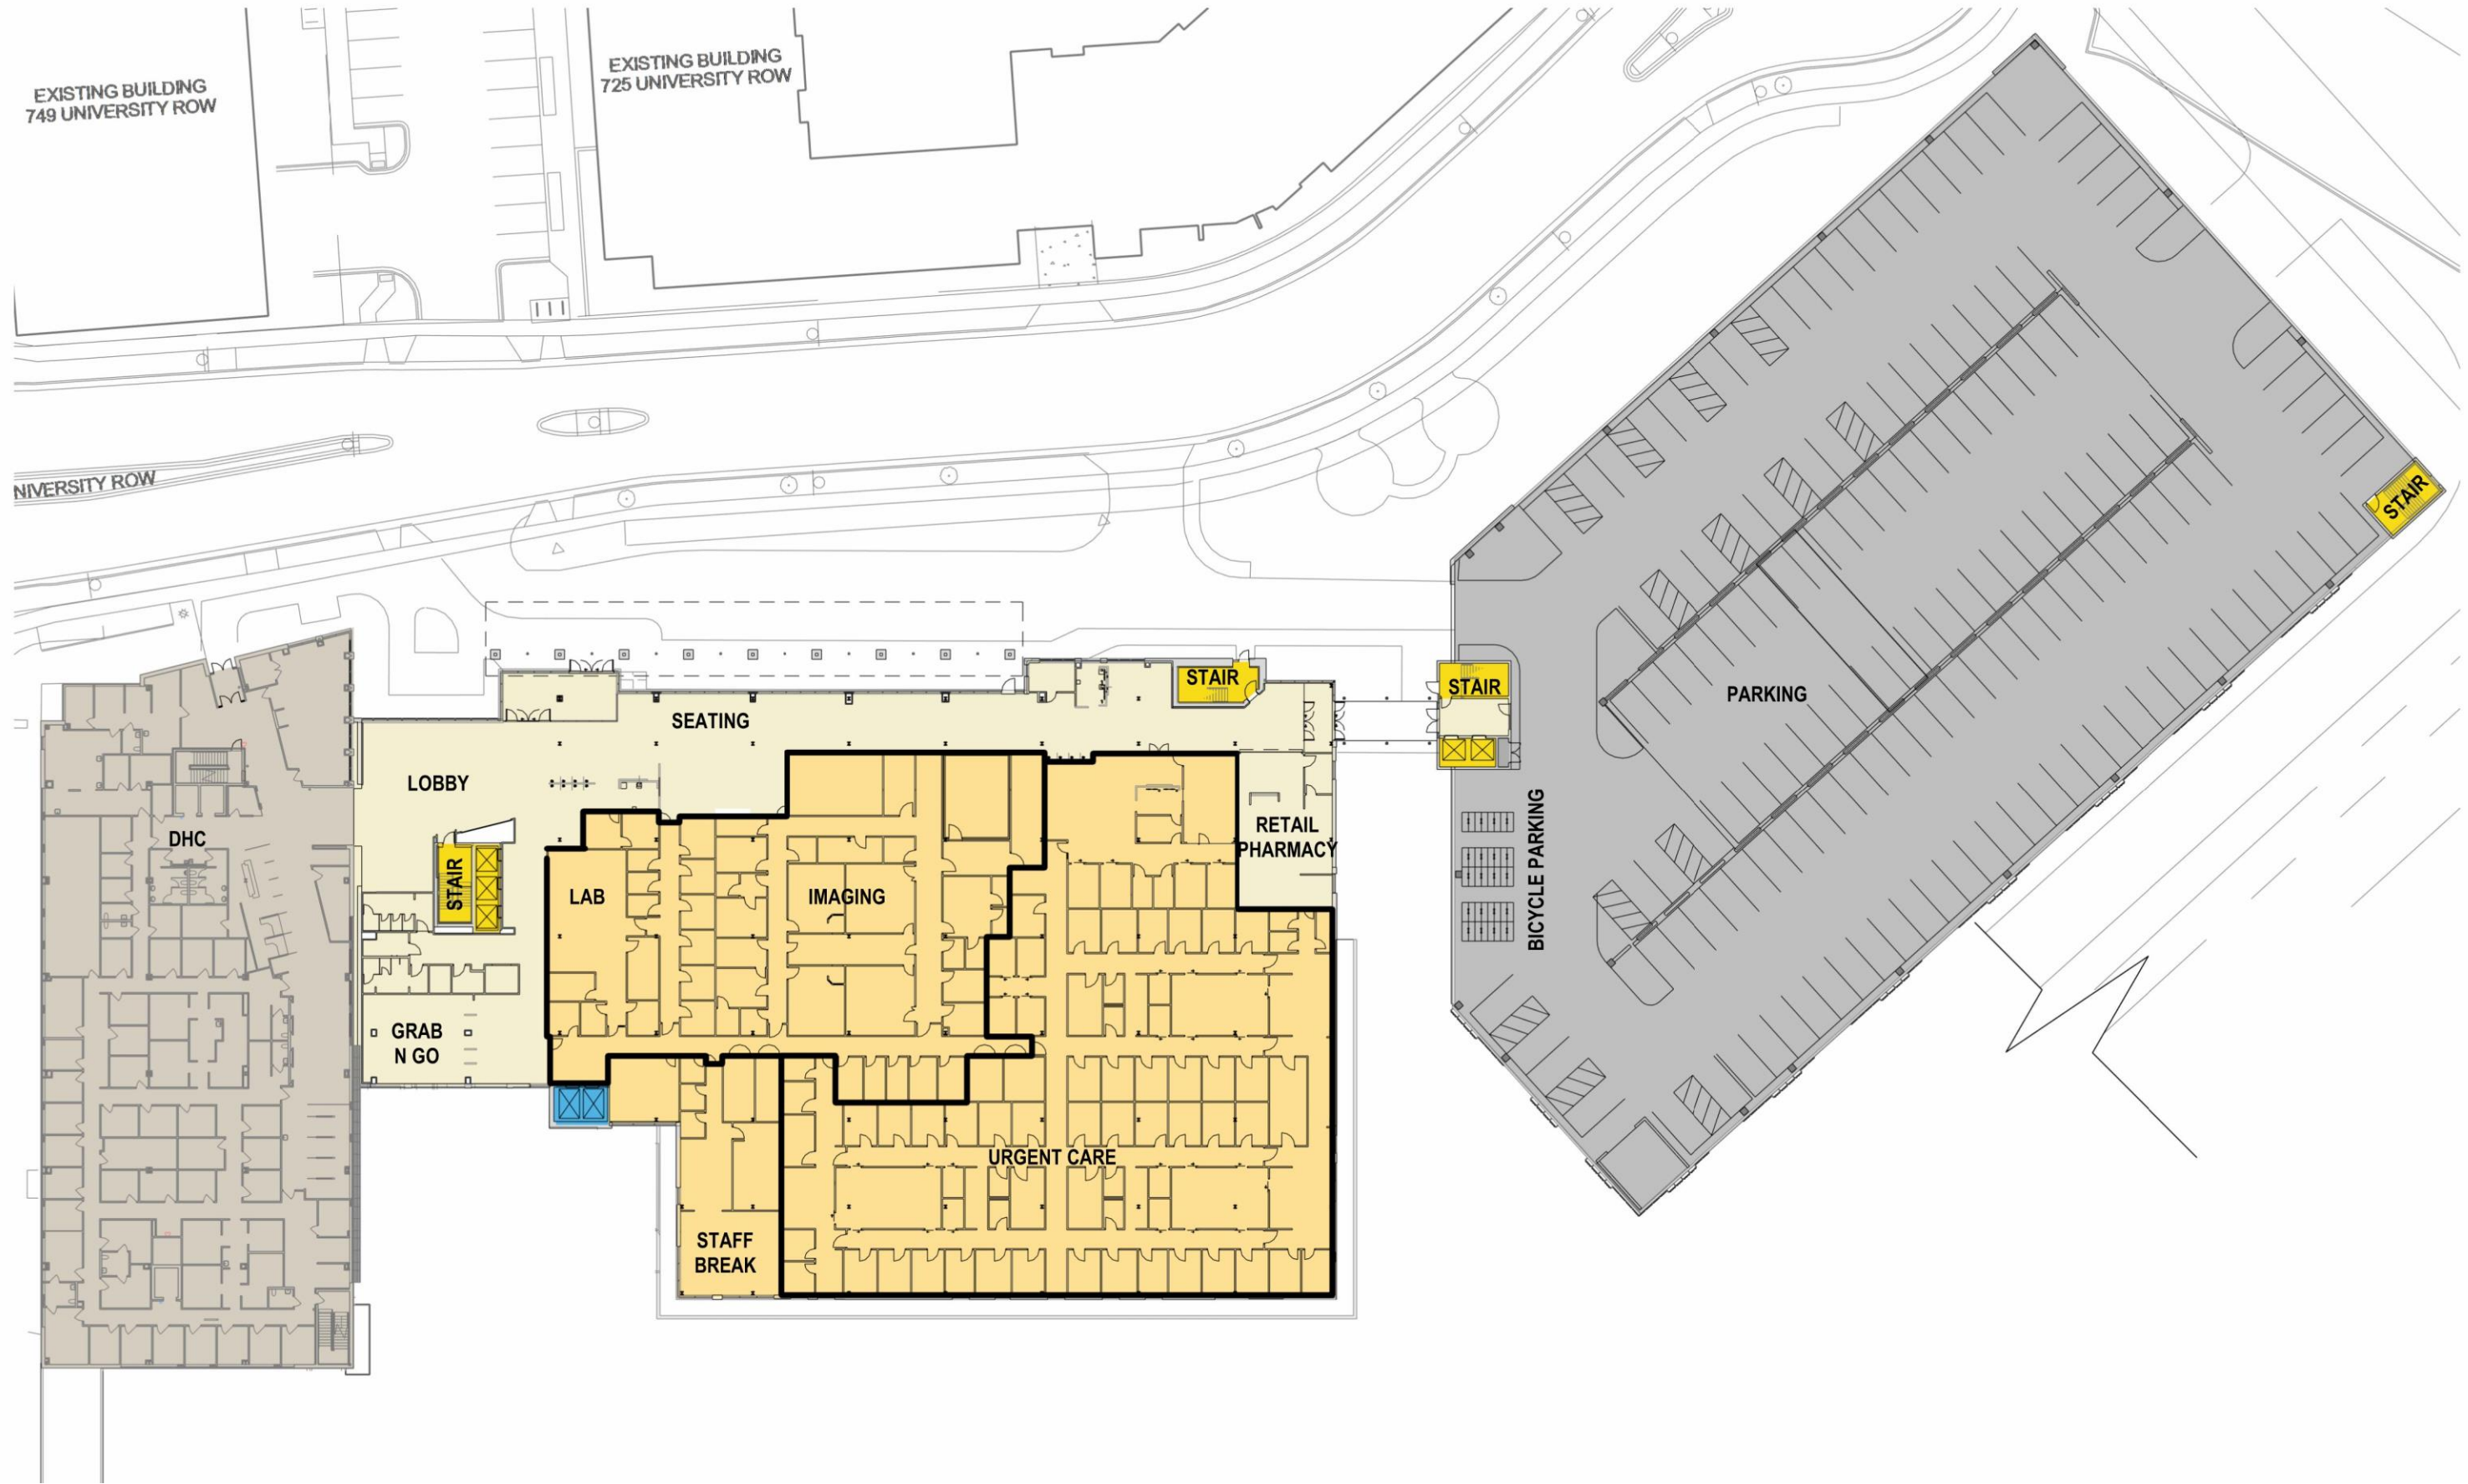 EXISTING BUILDING
749 UNIVERSITY ROW
EXISTING BUILDING
725 UNIVERSITY ROW
NIVERSITY ROW
STAIR
STAIR
STAIR
PARKING
SEATING
LOBBY
DHC
STAIR
LAB
IMAGING
RETAIL
PHARMACY
BICYCLE PARKING
GRAB
N GO
URGENT CARE
STAFF
BREAK